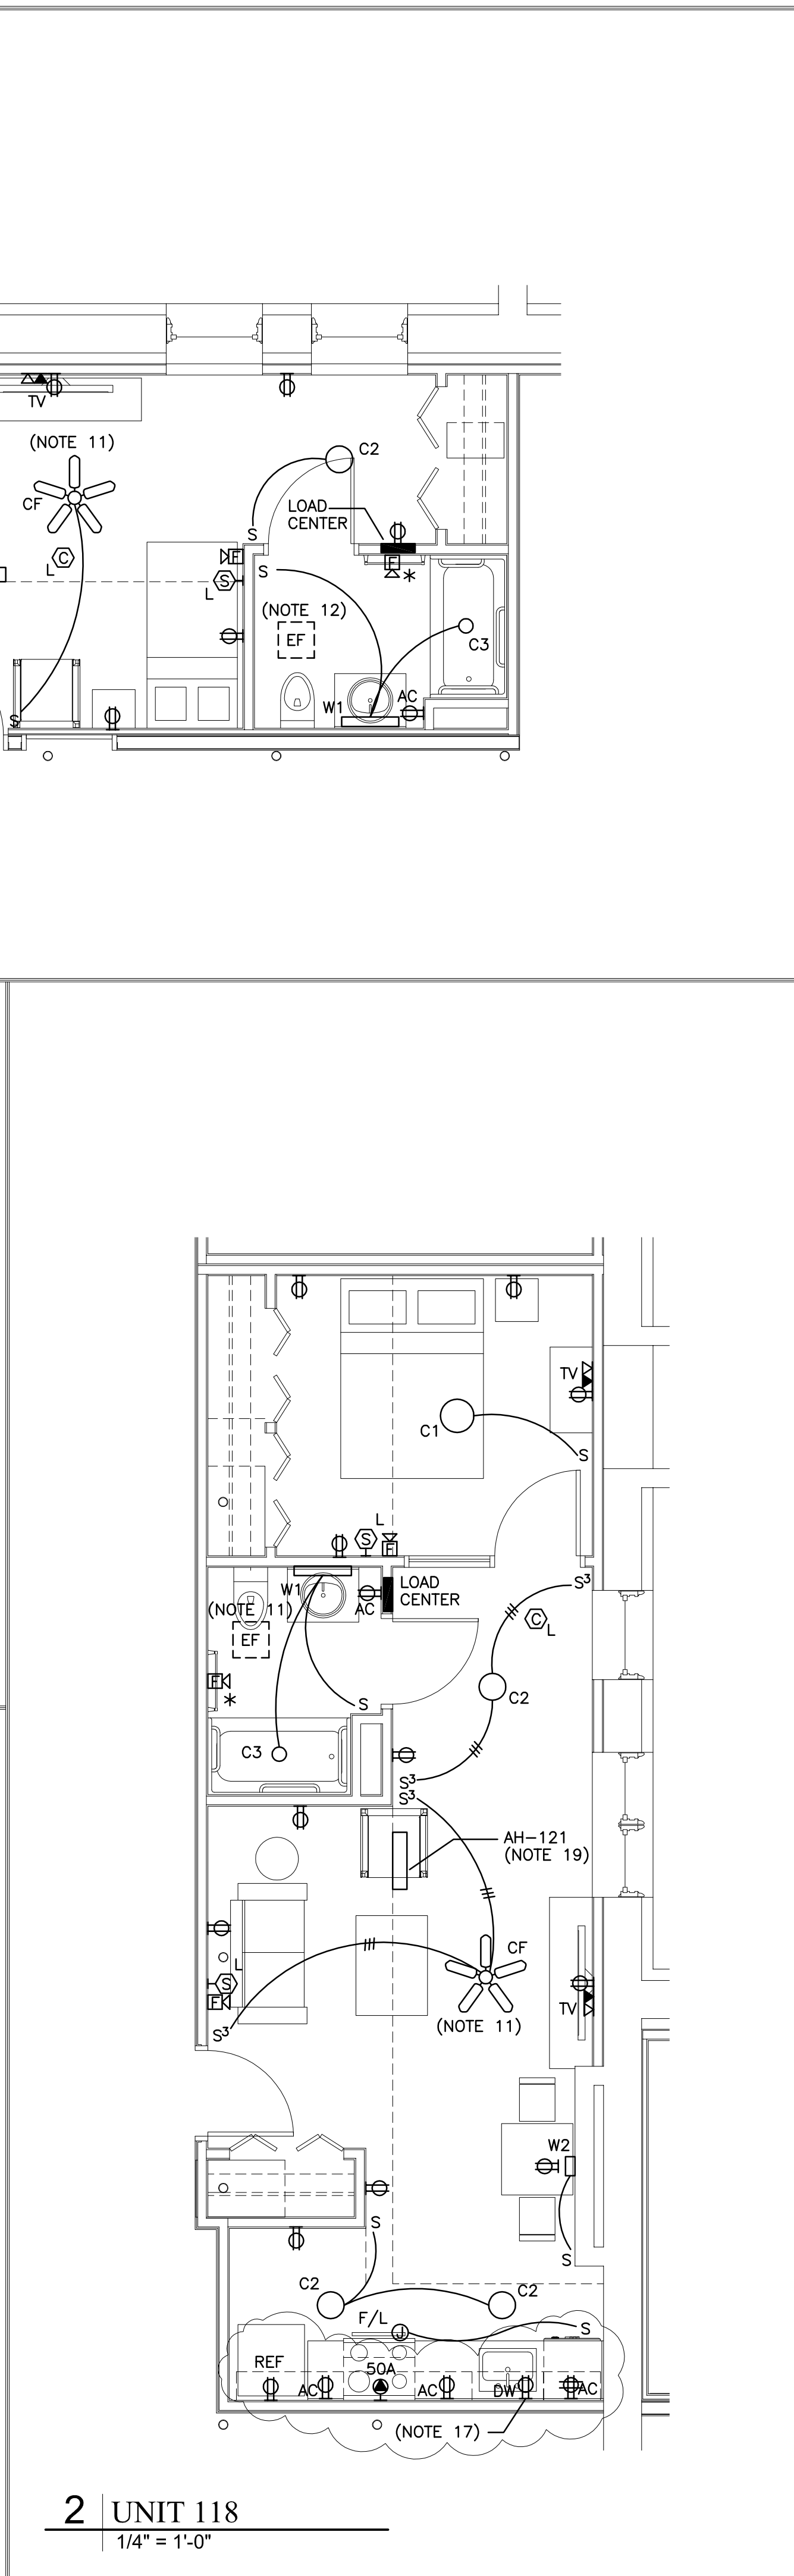 TV
(NOTE 11)
CF
C
L
S
C2
LOAD
CENTER
S
F
S
L
S
F
*
(NOTE 12)
EF
C3
W1
AC
TV
C1
S
L
S
F
W1
AC
LOAD
CENTER
(NOTE 11)
EF
S³
C
L
F
*
C2
S
C3
S³
S³
AH-121
(NOTE 19)
CF
L
S
F
S³
(NOTE 11)
TV
W2
S
S
C2
C2
F/L
J
S
REF
50A
AC
AC
DW
AC
(NOTE 17)
2
UNIT 118
1/4" = 1'-0"